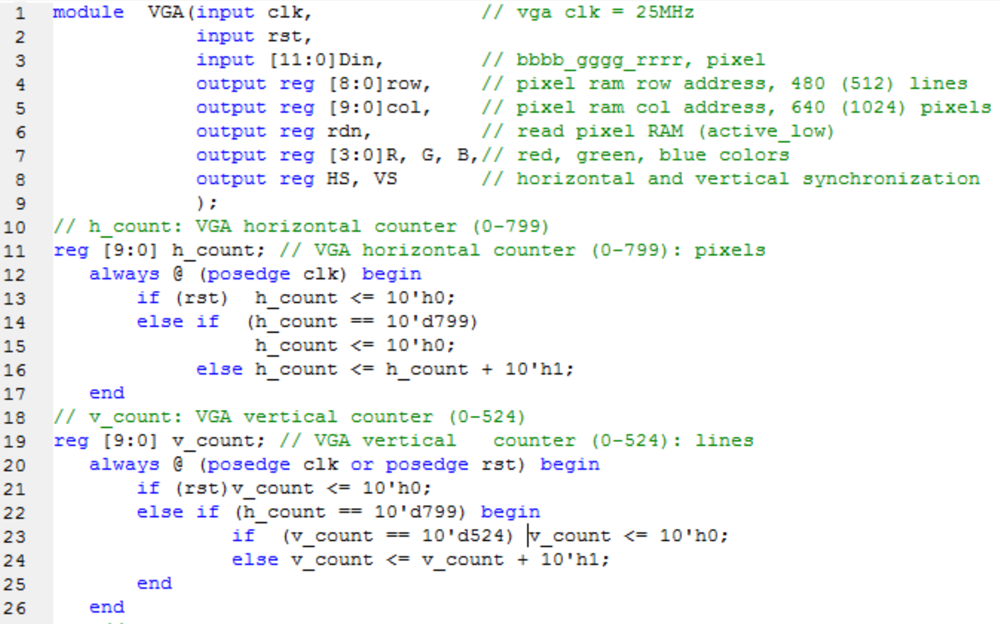 1 module  VGA(input clk,              // vga clk = 25MHz
2             input rst,
3             input [11:0]Din,        // bbbb_gggg_rrrr, pixel
4             output reg [8:0]row,    // pixel ram row address, 480 (512) lines
5             output reg [9:0]col,    // pixel ram col address, 640 (1024) pixels
6             output reg rdn,         // read pixel RAM (active_low)
7             output reg [3:0]R, G, B,// red, green, blue colors
8             output reg HS, VS       // horizontal and vertical synchronization
9             );
10 // h_count: VGA horizontal counter (0-799)
11 reg [9:0] h_count; // VGA horizontal counter (0-799): pixels
12    always @ (posedge clk) begin
13        if (rst)  h_count <= 10'h0;
14        else if  (h_count == 10'd799)
15                  h_count <= 10'h0;
16             else h_count <= h_count + 10'h1;
17    end
18 // v_count: VGA vertical counter (0-524)
19 reg [9:0] v_count; // VGA vertical   counter (0-524): lines
20    always @ (posedge clk or posedge rst) begin
21        if (rst)v_count <= 10'h0;
22        else if (h_count == 10'd799) begin
23                if  (v_count == 10'd524) v_count <= 10'h0;
24                else v_count <= v_count + 10'h1;
25        end
26    end